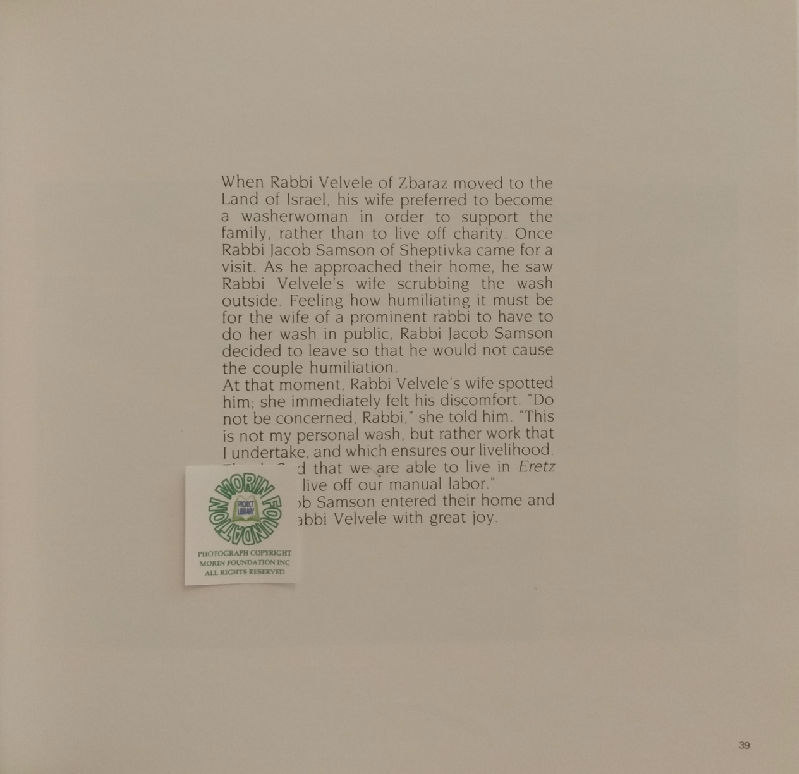 When Rabbi Velvele of Zbaraz moved to the
Land of Israel, his wife preferred to become
a washerwoman in order to support the
family, rather than to live off charity. Once
Rabbi Jacob Samson of Sheptivka came for a
visit. As he approached their home, he saw
Rabbi Velvele's wife scrubbing the wash
outside. Feeling how humiliating it must be
for the wife of a prominent rabbi to have to
do her wash in public, Rabbi Jacob Samson
decided to leave so that he would not cause
the couple humiliation.
At that moment, Rabbi Velvele's wife spotted
him; she immediately felt his discomfort. "Do
not be concerned, Rabbi," she told him. "This
is not my personal wash, but rather work that
I undertake, and which ensures our livelihood.
that we are able to live in Eretz
live off our manual labor."
Samson entered their home and
Velvele with great joy.
MORIN FOUNDATION
PROJECT
LIBRARY
PHOTOGRAPH COPYRIGHT
MORIN FOUNDATION INC
ALL RIGHTS RESERVED
39